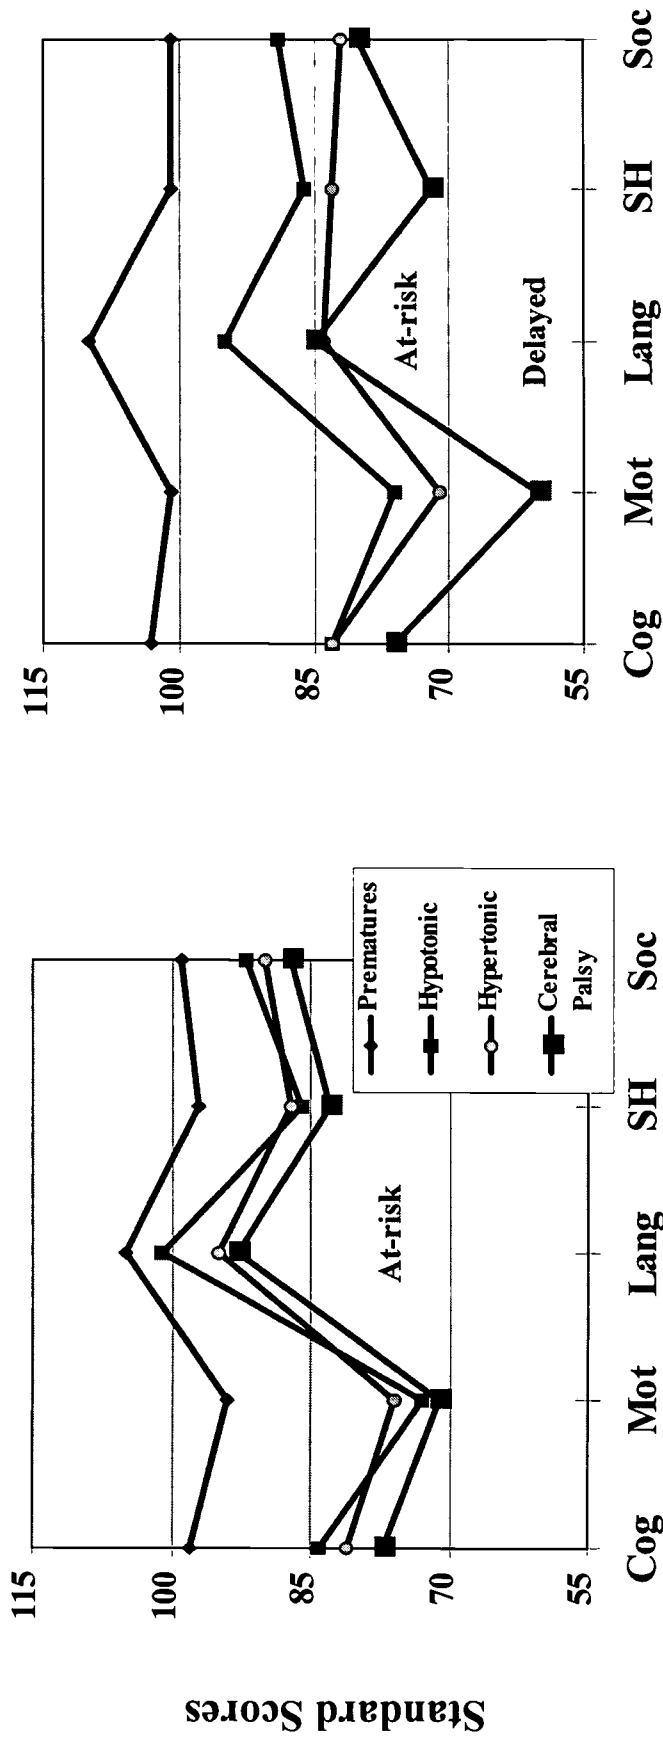 Standard Scores
115
100
85
70
55
At-risk
Cog Mot Lang SH Soc
Prematures
Hypotonic
Hypertonic
Cerebral
Palsy
115
100
85
70
55
At-risk
Delayed
Cog Mot Lang SH Soc